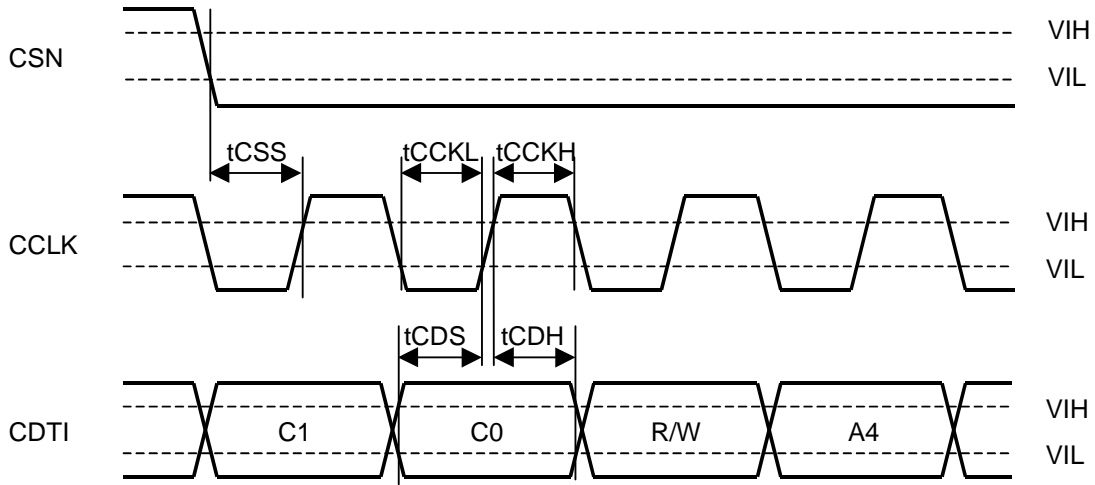 CSN
VIH
VIL
tCSS
tCCKL
tCCKH
CCLK
VIH
VIL
tCDS
tCDH
CDTI
C1
C0
R/W
A4
VIH
VIL